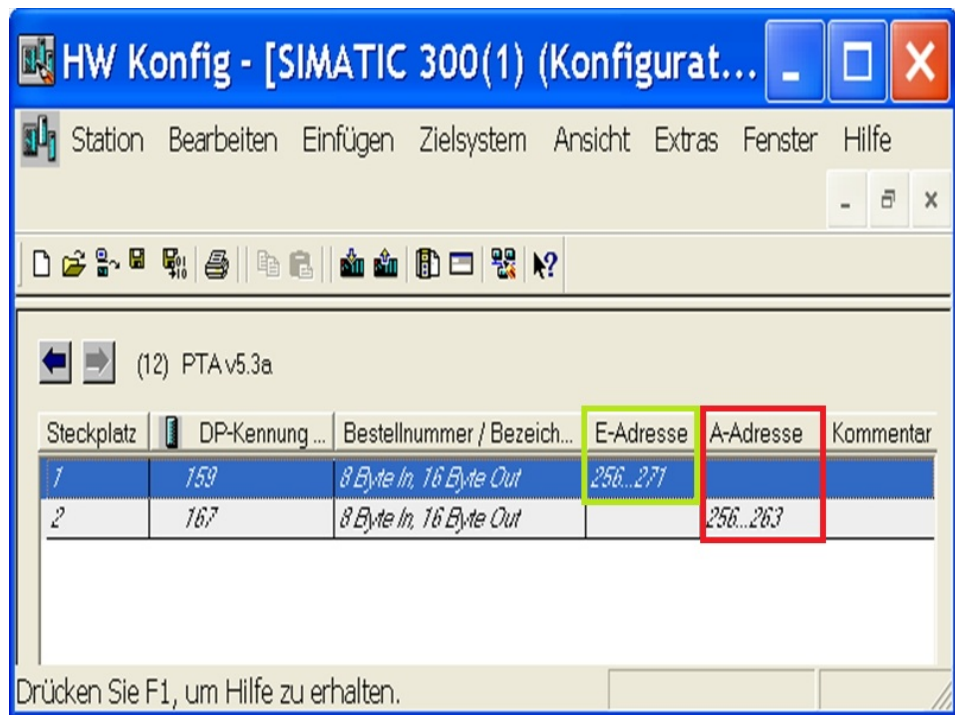 HW Konfig - [SIMATIC 300(1) (Konfigurat...
Station Bearbeiten Einfügen Zielsystem Ansicht Extras Fenster Hilfe
(12) PTAv5.3a
Steckplatz DP-Kennung ... Bestellnummer / Bezeich... E-Adresse A-Adresse Kommentar
1 159 8 Byte In, 16 Byte Out 256...271
2 167 8 Byte In, 16 Byte Out 256...263
Drücken Sie F1, um Hilfe zu erhalten.